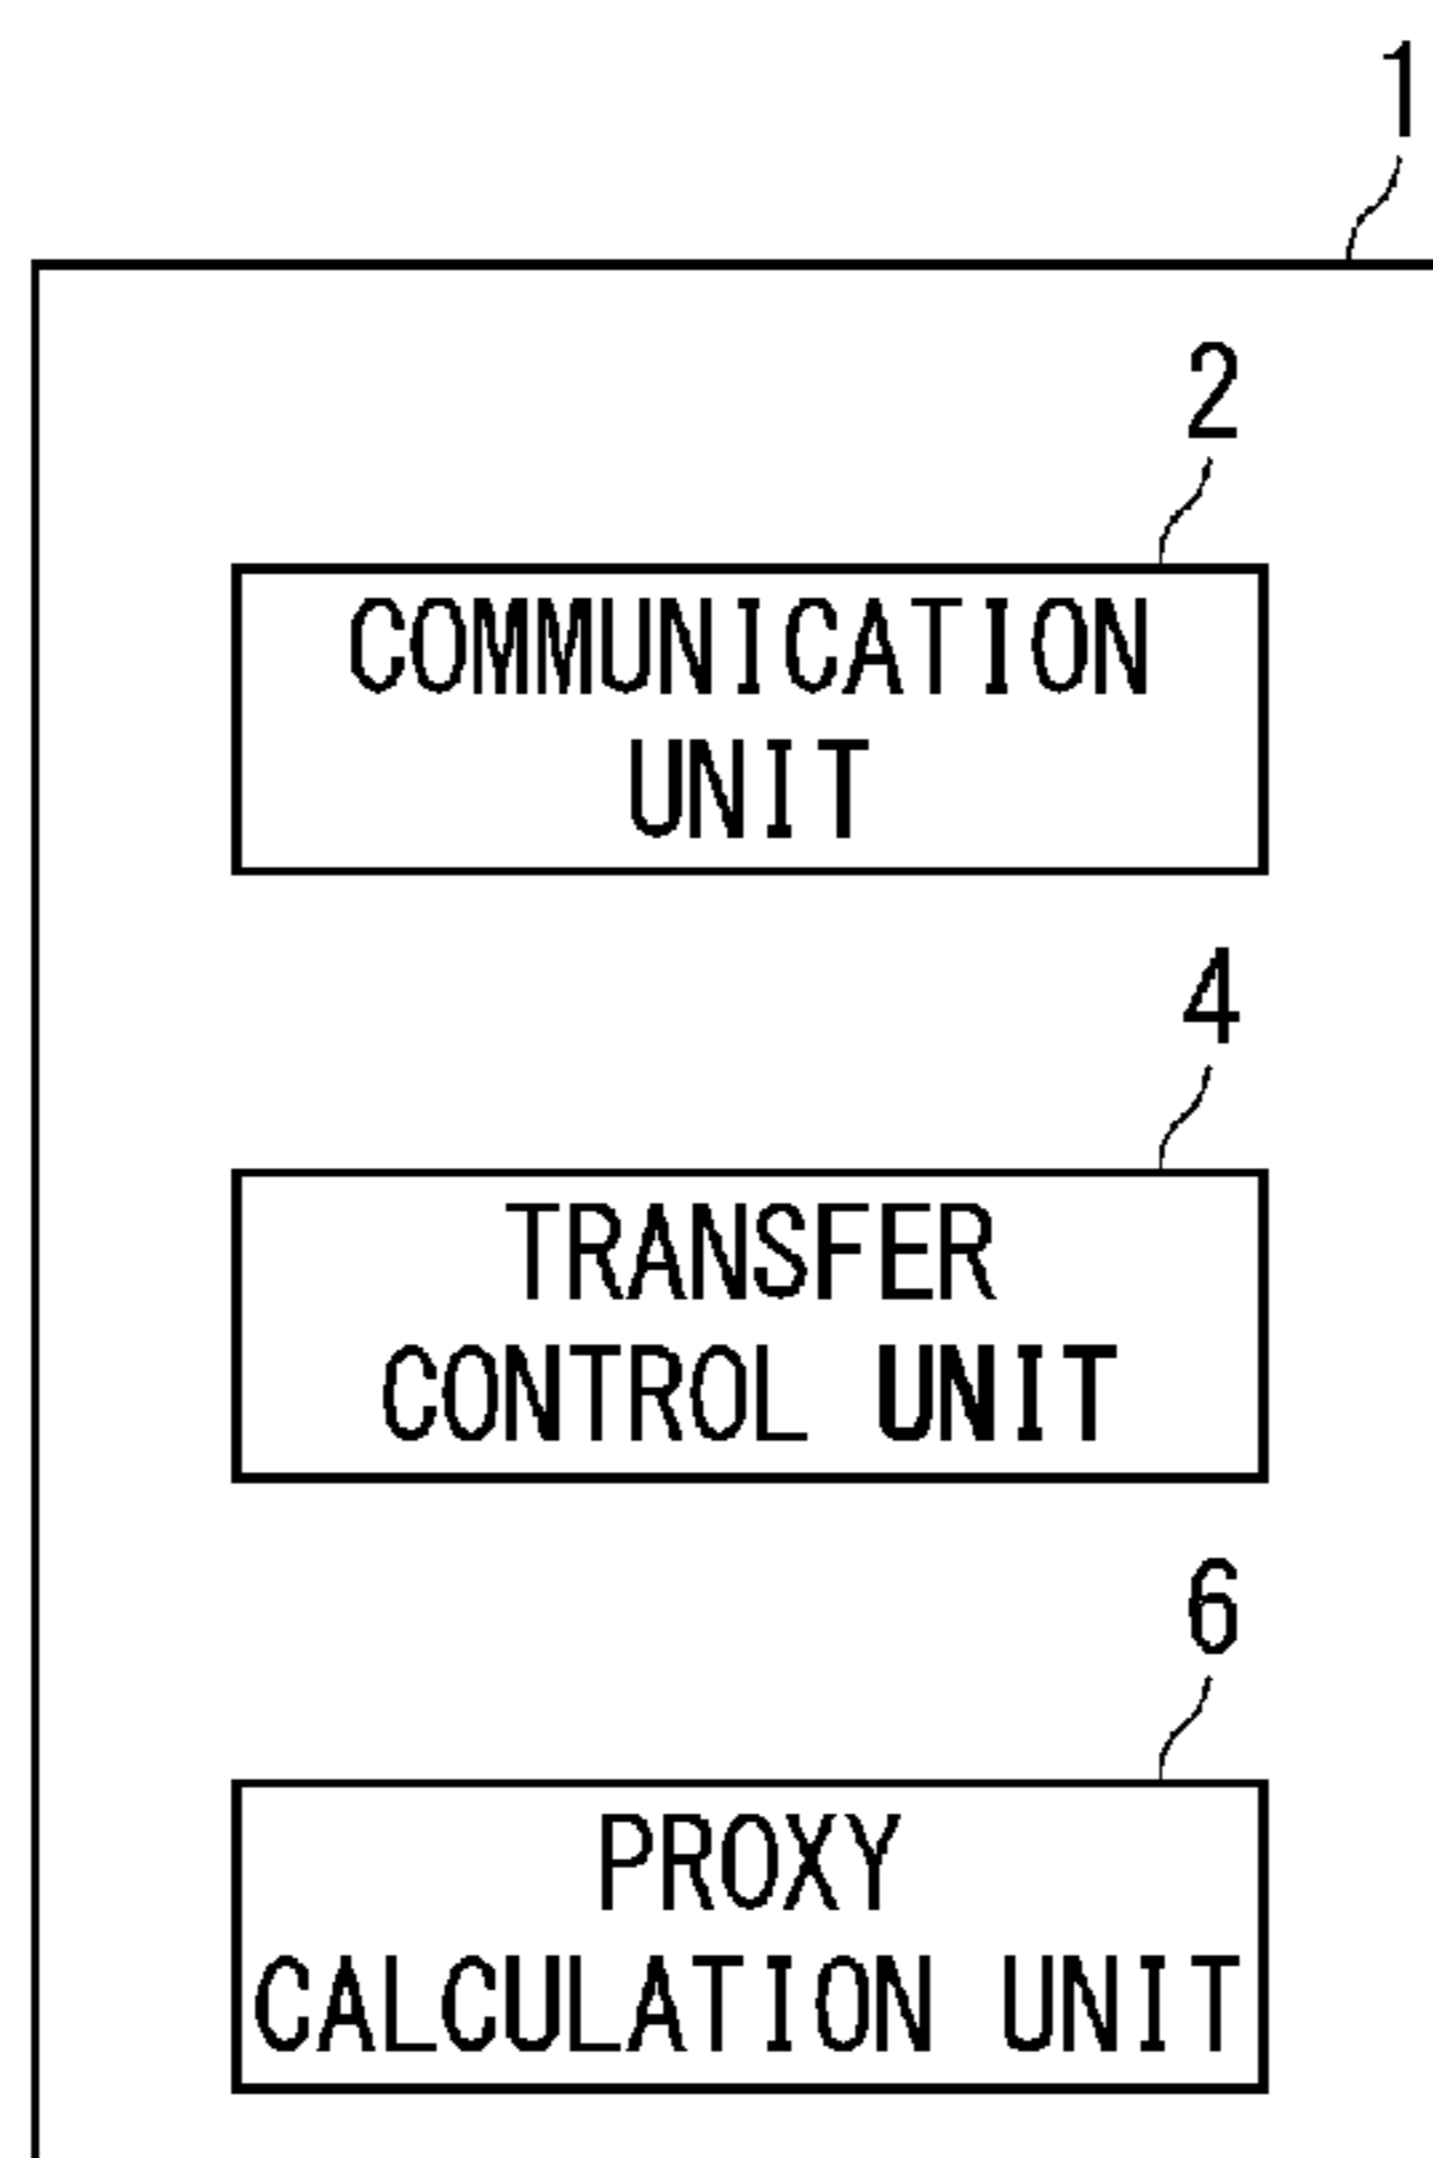 1
2
COMMUNICATION
UNIT
4
TRANSFER
CONTROL UNIT
6
PROXY
CALCULATION UNIT